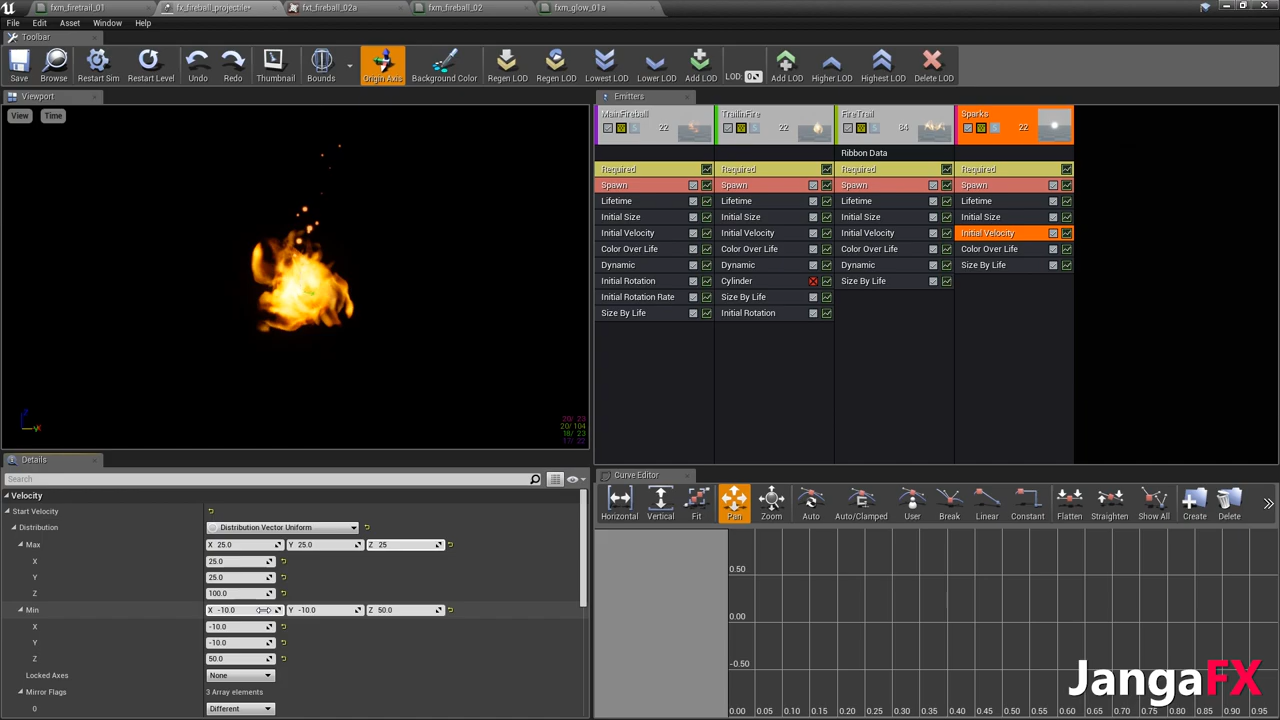 fxm_firetrail_01
fx_fireball_projectile*
fxt_fireball_02a
fxm_fireball_02
fxm_glow_01a
File Edit Asset Window Help
Toolbar
Save
Browse
Restart Sim
Restart Level
Undo
Redo
Thumbnail
Bounds
Origin Axis
Background Color
Regen LOD
Regen LOD
Lowest LOD
Lower LOD
Add LOD
LOD: 0
Add LOD
Higher LOD
Highest LOD
Delete LOD
Viewport
View Time
20/ 23
20/ 104
18/ 23
17/ 22
Emitters
MainFireball
22
Required
Spawn
Lifetime
Initial Size
Initial Velocity
Color Over Life
Dynamic
Initial Rotation
Initial Rotation Rate
Size By Life
TrailinFire
22
Required
Spawn
Lifetime
Initial Size
Initial Velocity
Color Over Life
Dynamic
Cylinder
Size By Life
Initial Rotation
FireTrail
84
Ribbon Data
Required
Spawn
Lifetime
Initial Size
Initial Velocity
Color Over Life
Dynamic
Size By Life
Sparks
22
Required
Spawn
Lifetime
Initial Size
Initial Velocity
Color Over Life
Size By Life
Details
Search
Velocity
Start Velocity
Distribution Distribution Vector Uniform
Max X 25.0 Y 25.0 Z 25
X 25.0
Y 25.0
Z 100.0
Min X -10.0 Y -10.0 Z 50.0
X -10.0
Y -10.0
Z 50.0
Locked Axes None
Mirror Flags 3 Array elements
0 Different
Curve Editor
Horizontal
Vertical
Fit
Pan
Zoom
Auto
Auto/Clamped
User
Break
Linear
Constant
Flatten
Straighten
Show All
Create
Delete
0.50
0.00
-0.50
0.00 0.05 0.10 0.15 0.20 0.25 0.30 0.35 0.40 0.45 0.50 0.55 0.60 0.65 0.70 0.75 0.80 0.85 0.90 0.95
JangaFX